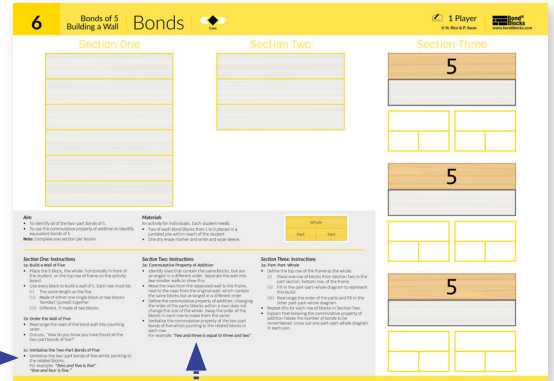 6
Bonds of 5
Building a Wall
Bonds
Core
1 Player
© N. Rice & P. Swan
Bond Blocks
www.bondblocks.com
Section One
Section Two
Section Three
5
5
5
Aim
• To identify all of the two-part bonds of 5.
• To use the commutative property of addition to identify
equivalent bonds of 5.
Note: Complete one section per lesson.
Materials
An activity for individuals. Each student needs:
• Two of each Bond Blocks from 1 to 5 placed in a
jumbled pile within reach of the student.
• One dry erase marker and write and wipe sleeve.
Whole
Part
Part
Section One: Instructions
1a: Build a Wall of Five
• Place the 5 block, the whole, horizontally in front of
the student, on the top row of frame on the activity
board.
• Use every block to build a wall of 5. Each row must be:
(i) The same length as the five.
(ii) Made of either one single block or two blocks
'bonded' (joined) together.
(iii) Different, if made of two blocks.
1b: Order the Wall of Five
• Rearrange the rows of the bond wall into counting
order.
• Discuss: "How do you know you have found all the
two-part bonds of five?"
1c: Verbalise the Two-Part Bonds of Five
• Verbalise the two-part bonds of five whilst pointing to
the related blocks.
For example, "Zero and five is five".
"One and four is five."
Section Two: Instructions
2a: Commutative Property of Addition
• Identify rows that contain the same blocks, but are
arranged in a different order. Separate the wall into
two smaller walls to show this.
• Move the rows from the separated wall to the frame,
next to the rows from the original wall, which contain
the same blocks but arranged in a different order.
• Define the commutative property of addition: changing
the order of the parts (blocks) within a row does not
change the size of the whole. Swap the order of the
blocks in each row to make them the same.
• Verbalise the commutative property of the two-part
bonds of five whilst pointing to the related blocks in
each row.
For example, "Two and three is equal to three and two"
Section Three: Instructions
3a: Part-Part-Whole
• Define the top row of the frame as the whole.
(i) Place one row of blocks from Section Two in the
part section, bottom row, of the frame.
(ii) Fill in the part-whole diagram to represent
this build.
(iii) Rearrange the order of the parts and fill in the
other part-part-whole diagram.
• Repeat this for each row of blocks in Section Two.
• Explain that knowing the commutative property of
addition halves the number of bonds to be
remembered. Cross out one part-part-whole diagram
in each pair.